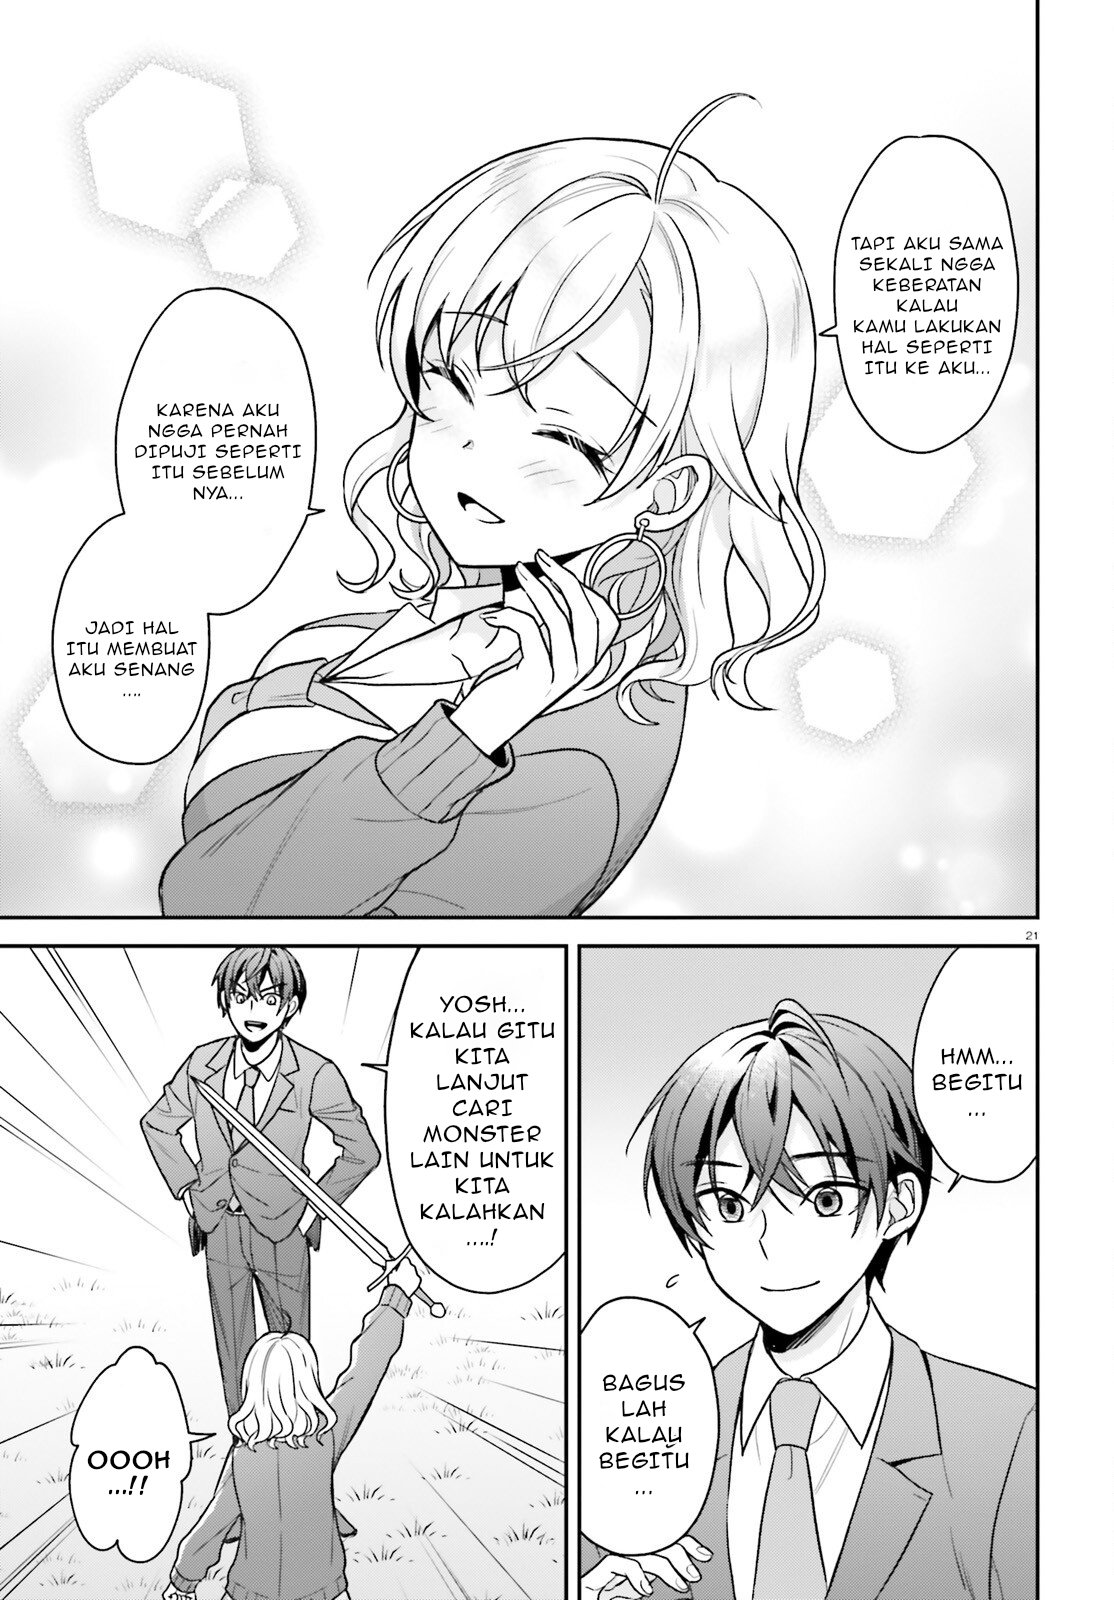 TAPI AKU SAMA
SEKALI NGGA
KEBERATAN
KALAU
KAMU LAKUKAN
HAL SEPERTI
ITU KE AKU...
KARENA AKU
NGGA PERNAH
DIPUJI SEPERTI
ITU SEBELUM
NYA...
JADI HAL
ITU MEMBUAT
AKU SENANG
....
21
HMM...
BEGITU
...
BAGUS
LAH
KALAU
BEGITU
...
YOSH...
KALAU GITU
KITA
LANJUT
CARI
MONSTER
LAIN UNTUK
KITA
KALAHKAN
....!
OOOH
...!!